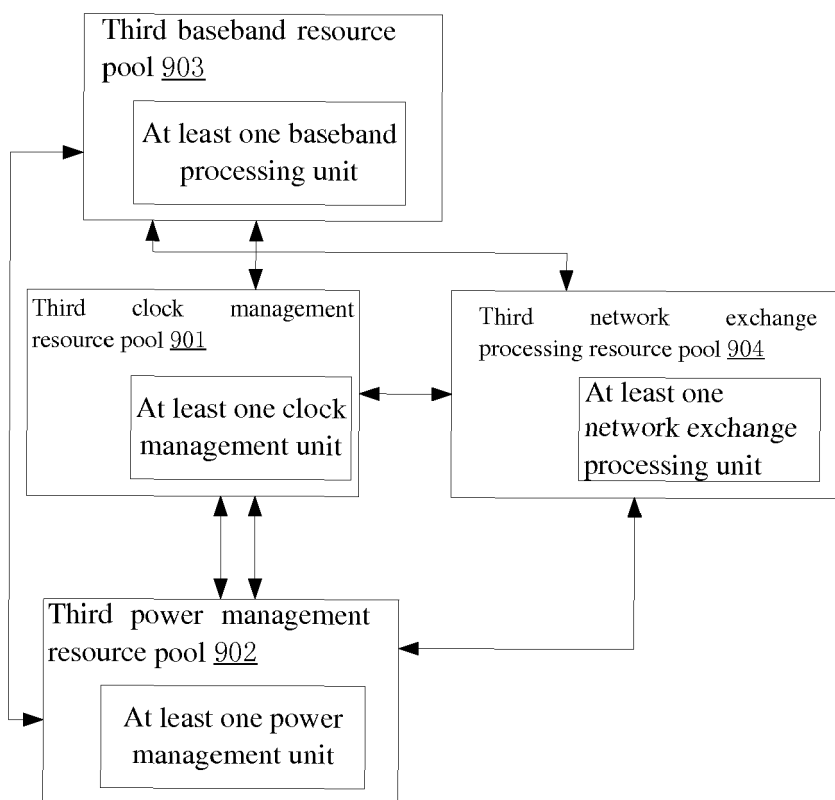 Third baseband resource
pool 903
At least one baseband
processing unit
Third clock management
resource pool 901
At least one clock
management unit
Third network exchange
processing resource pool 904
At least one
network exchange
processing unit
Third power management
resource pool 902
At least one power
management unit